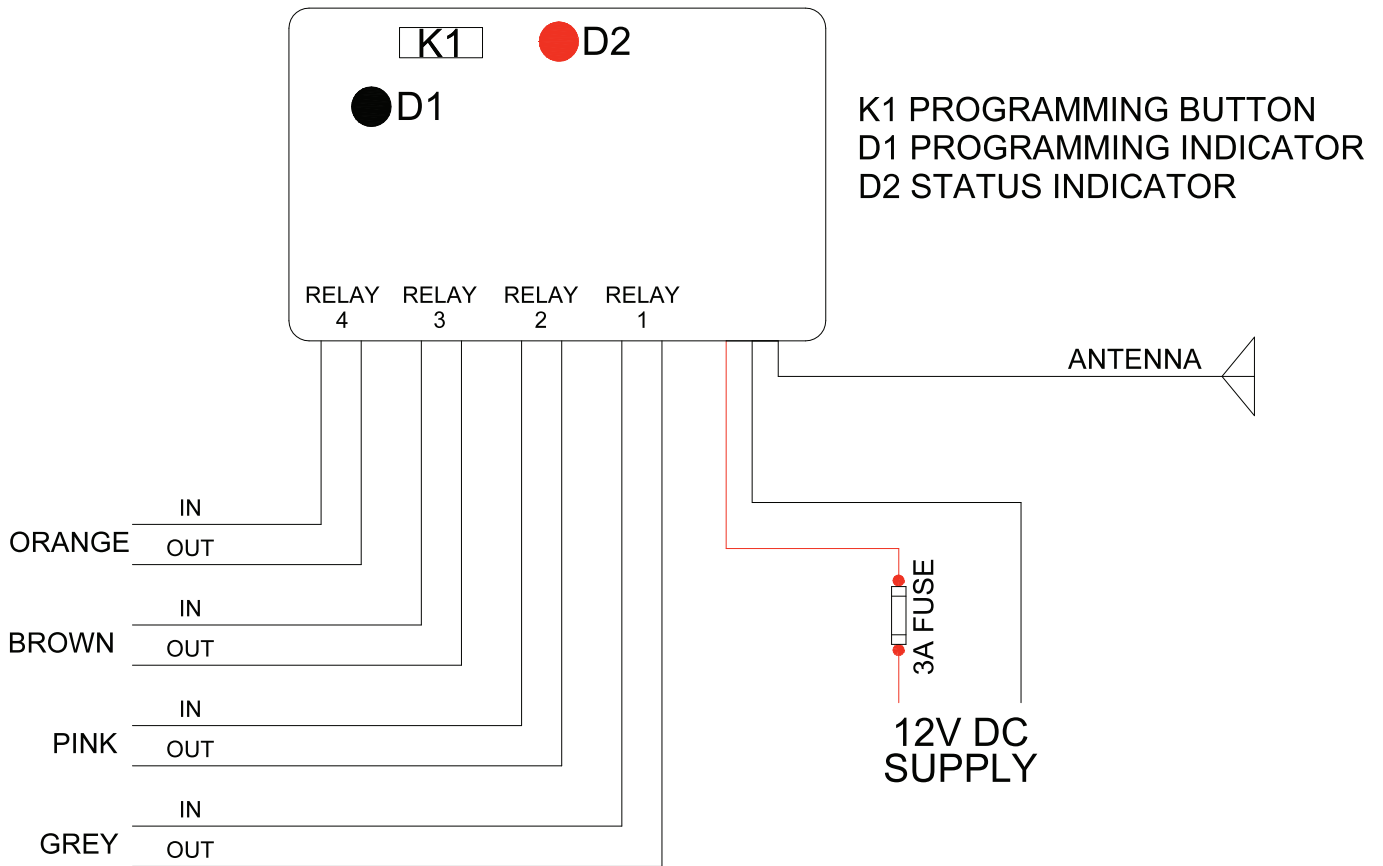 K1
D2
D1
K1 PROGRAMMING BUTTON
D1 PROGRAMMING INDICATOR
D2 STATUS INDICATOR
RELAY
4
RELAY
3
RELAY
2
RELAY
1
ANTENNA
IN
ORANGE
OUT
IN
BROWN
OUT
IN
PINK
OUT
IN
GREY
OUT
3A FUSE
12V DC
SUPPLY